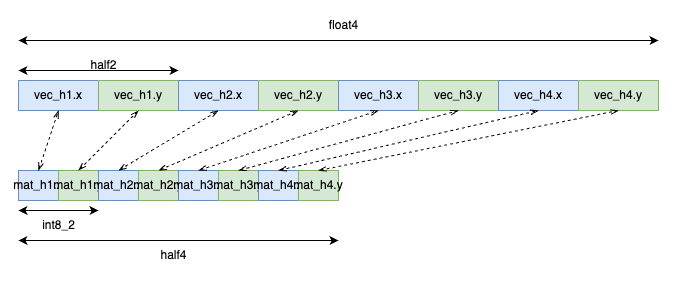 float4
half2
vec_h1.x vec_h1.y vec_h2.x vec_h2.y vec_h3.x vec_h3.y vec_h4.x vec_h4.y
mat_h1 mat_h1 mat_h2 mat_h2 mat_h3 mat_h3 mat_h4 mat_h4.y
int8_2
half4